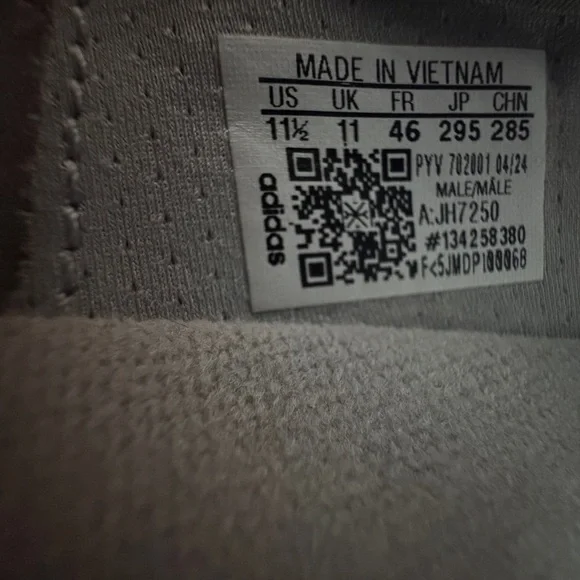 MADE IN VIETNAM
US UK FR JP CHN
11½ 11 46 295 285
adidas
PYV 702001 04/24
MALE/MÂLE
A:JH7250
#134258380
F<5JMDP100068